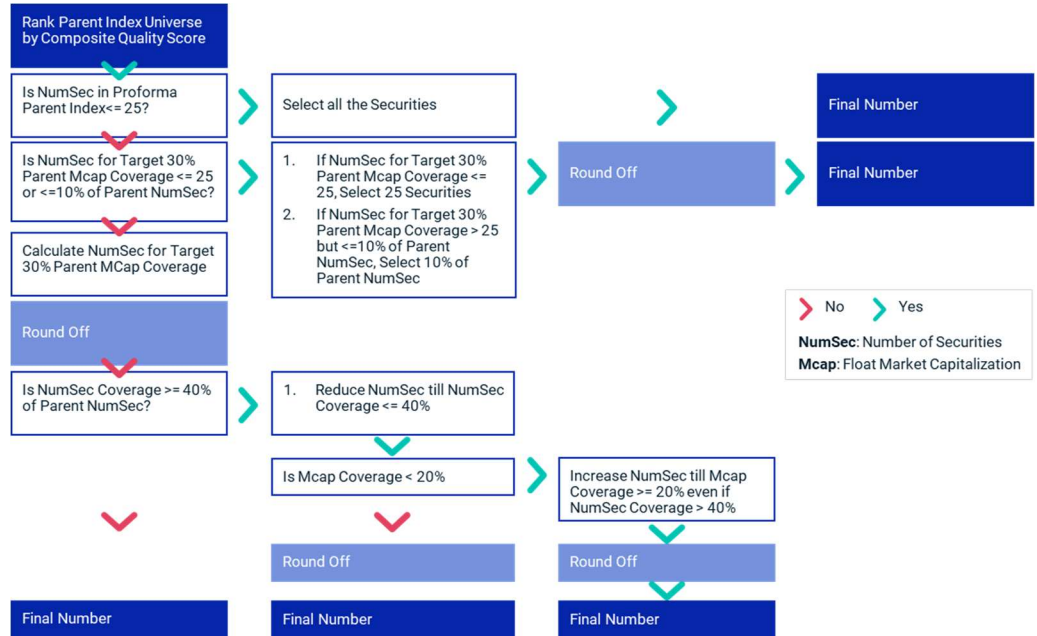 Rank Parent Index Universe
by Composite Quality Score
Is NumSec in Proforma
Parent Index<= 25?
Select all the Securities
Final Number
Is NumSec for Target 30%
Parent Mcap Coverage <= 25
or <=10% of Parent NumSec?
1. If NumSec for Target 30%
Parent Mcap Coverage <=
25, Select 25 Securities
2. If NumSec for Target 30%
Parent Mcap Coverage > 25
but <=10% of Parent
NumSec, Select 10% of
Parent NumSec
Round Off
Final Number
Calculate NumSec for Target
30% Parent MCap Coverage
Round Off
No
Yes
NumSec: Number of Securities
Mcap: Float Market Capitalization
Is NumSec Coverage >= 40%
of Parent NumSec?
1. Reduce NumSec till NumSec
Coverage <= 40%
Is Mcap Coverage < 20%
Increase NumSec till Mcap
Coverage >= 20% even if
NumSec Coverage > 40%
Round Off
Round Off
Final Number
Final Number
Final Number